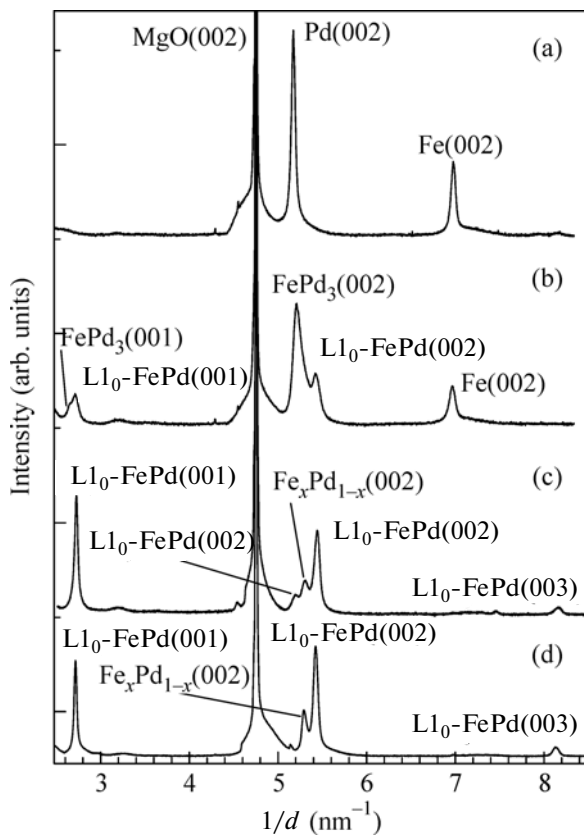 MgO(002)
Pd(002)
(a)
Fe(002)
(b)
FePd₃(002)
FePd₃(001)
L1₀-FePd(002)
L1₀-FePd(001)
Fe(002)
Intensity (arb. units)
L1₀-FePd(001)
(c)
FeₓPd₁₋ₓ(002)
L1₀-FePd(002)
L1₀-FePd(002)
L1₀-FePd(003)
L1₀-FePd(001)
L1₀-FePd(002)
(d)
FeₓPd₁₋ₓ(002)
L1₀-FePd(003)
3 4 5 6 7 8
1/d (nm⁻¹)